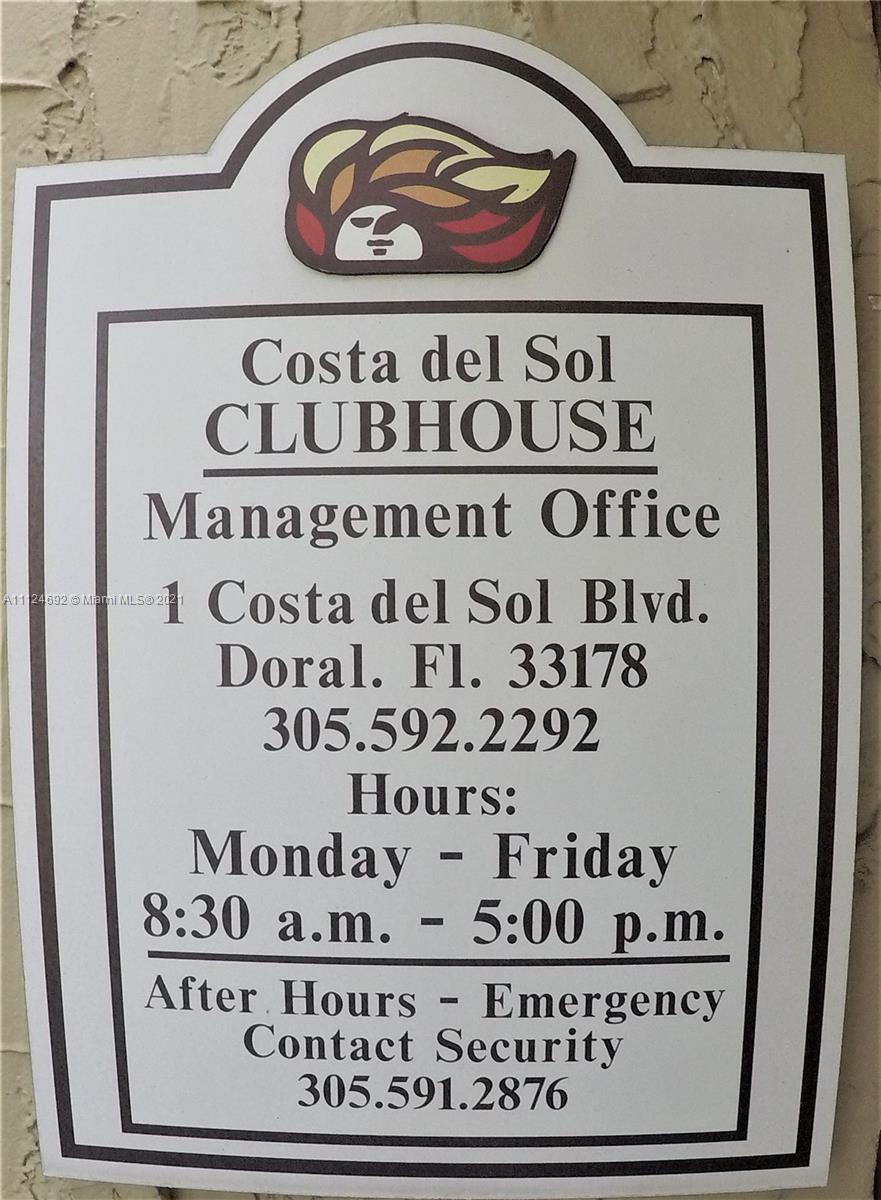 Costa del Sol
CLUBHOUSE
Management Office
A11124692 © Miami MLS® 2021
1 Costa del Sol Blvd.
Doral. Fl. 33178
305.592.2292
Hours:
Monday - Friday
8:30 a.m. - 5:00 p.m.
After Hours - Emergency
Contact Security
305.591.2876